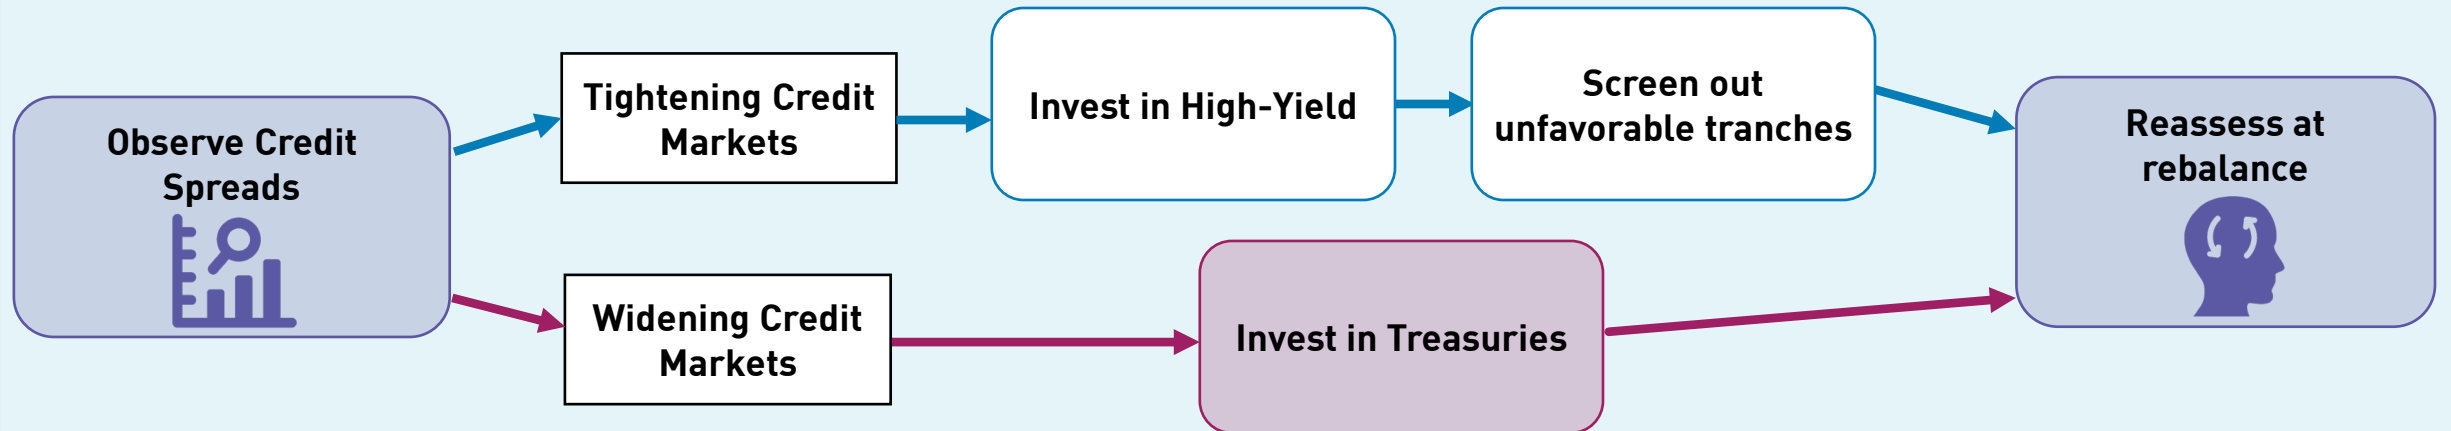 Observe Credit
Spreads
Tightening Credit
Markets
Invest in High-Yield
Screen out
unfavorable tranches
Widening Credit
Markets
Invest in Treasuries
Reassess at
rebalance